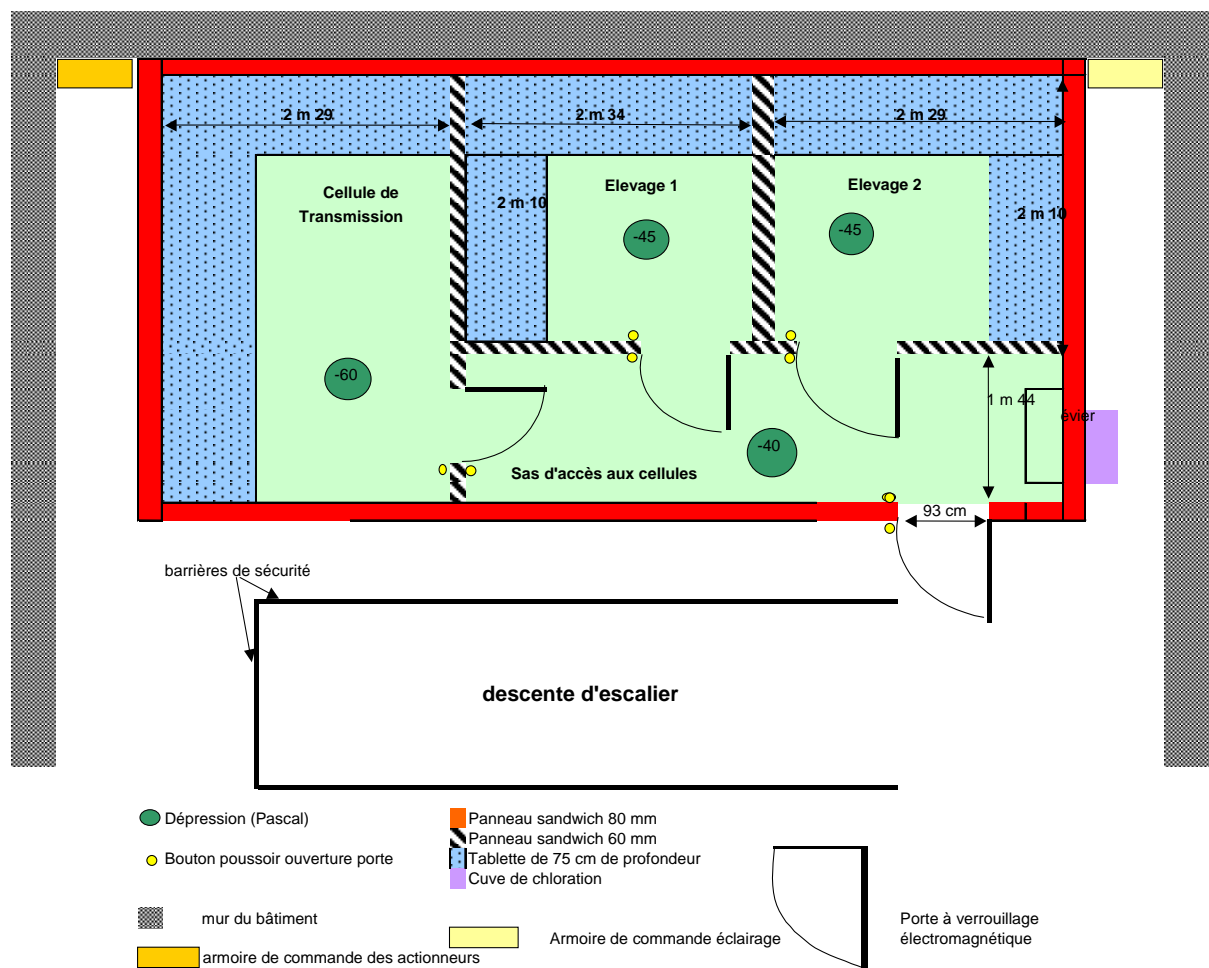 2 m 29
2 m 34
2 m 29
Cellule de
Transmission
Elevage 1
Elevage 2
2 m 10
2 m 10
-45
-45
-60
-40
1 m 44
évier
Sas d'accès aux cellules
93 cm
barrières de sécurité
descente d'escalier
Dépression (Pascal)
Bouton poussoir ouverture porte
mur du bâtiment
armoire de commande des actionneurs
Panneau sandwich 80 mm
Panneau sandwich 60 mm
Tablette de 75 cm de profondeur
Cuve de chloration
Armoire de commande éclairage
Porte à verrouillage
électromagnétique